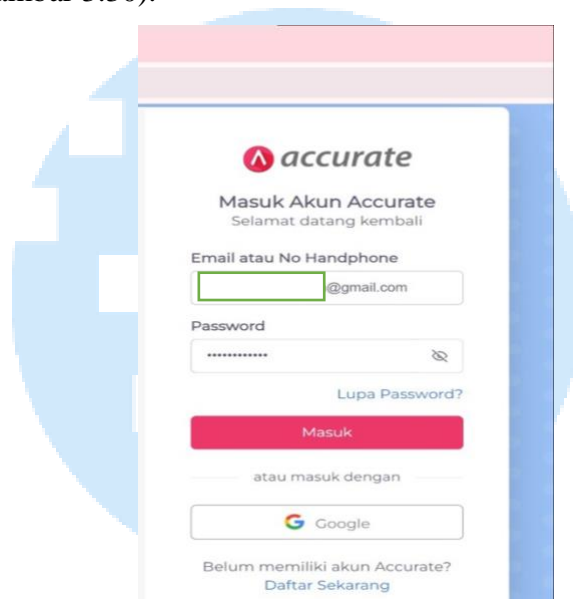 accurate
Masuk Akun Accurate
Selamat datang kembali
Email atau No Handphone
@gmail.com
Password
Lupa Password?
Masuk
atau masuk dengan
Google
Belum memiliki akun Accurate?
Daftar Sekarang